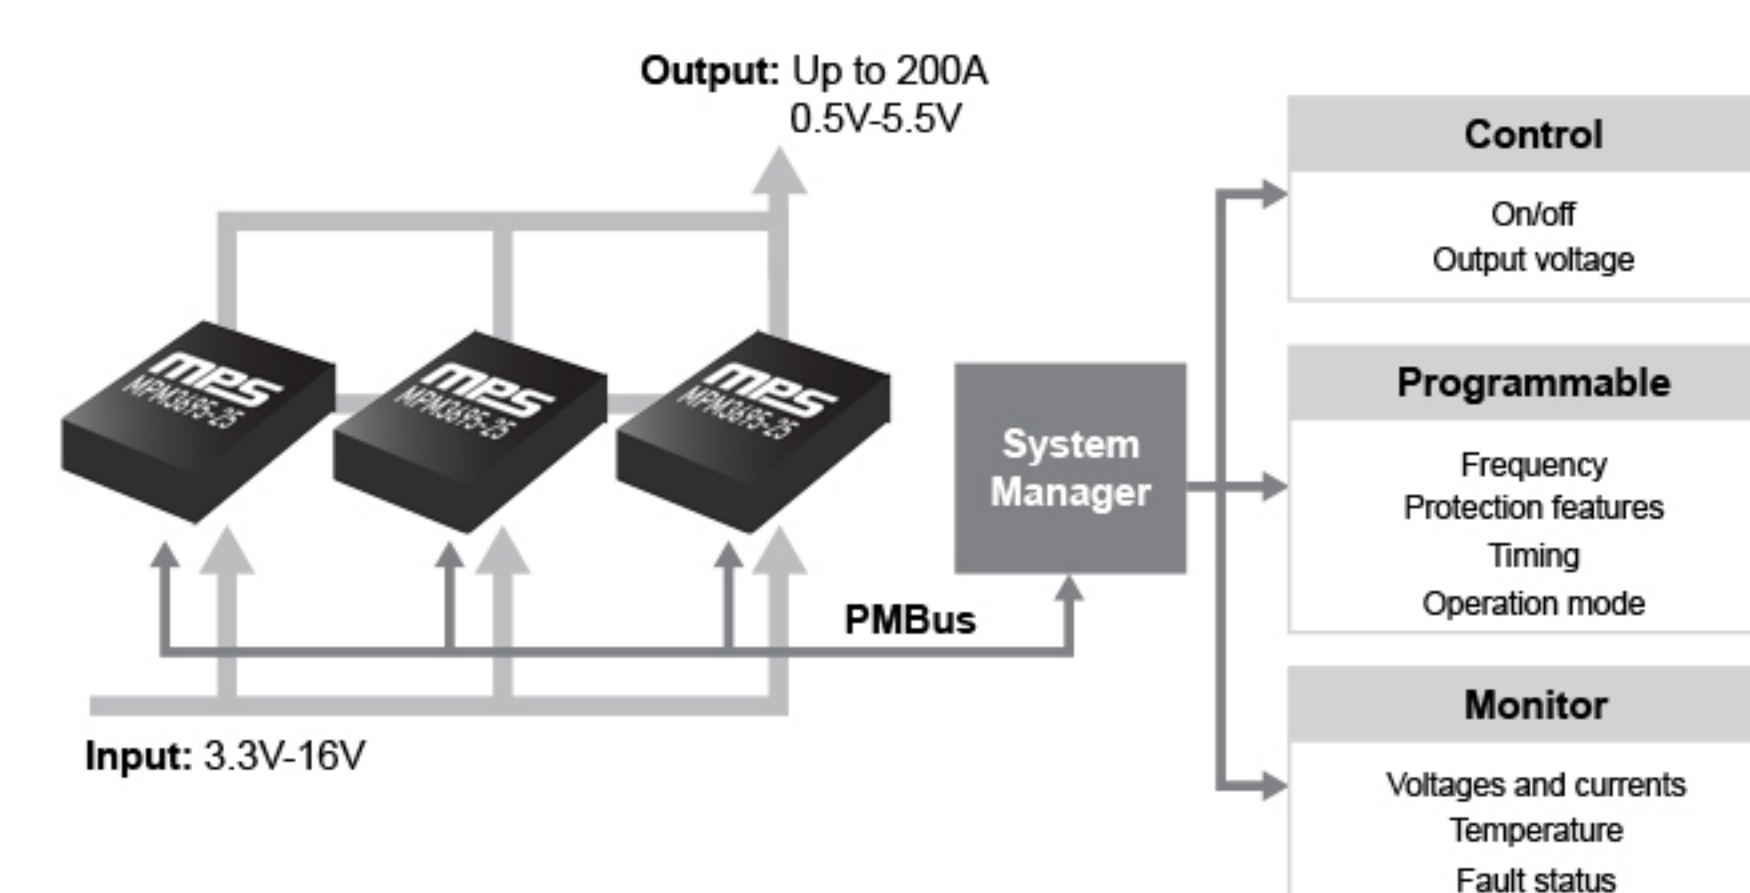 Output: Up to 200A
0.5V-5.5V
mPS
MPM3695-25
mPS
MPM3695-25
mPS
MPM3695-25
System
Manager
PMBus
Input: 3.3V-16V
Control
On/off
Output voltage
Programmable
Frequency
Protection features
Timing
Operation mode
Monitor
Voltages and currents
Temperature
Fault status